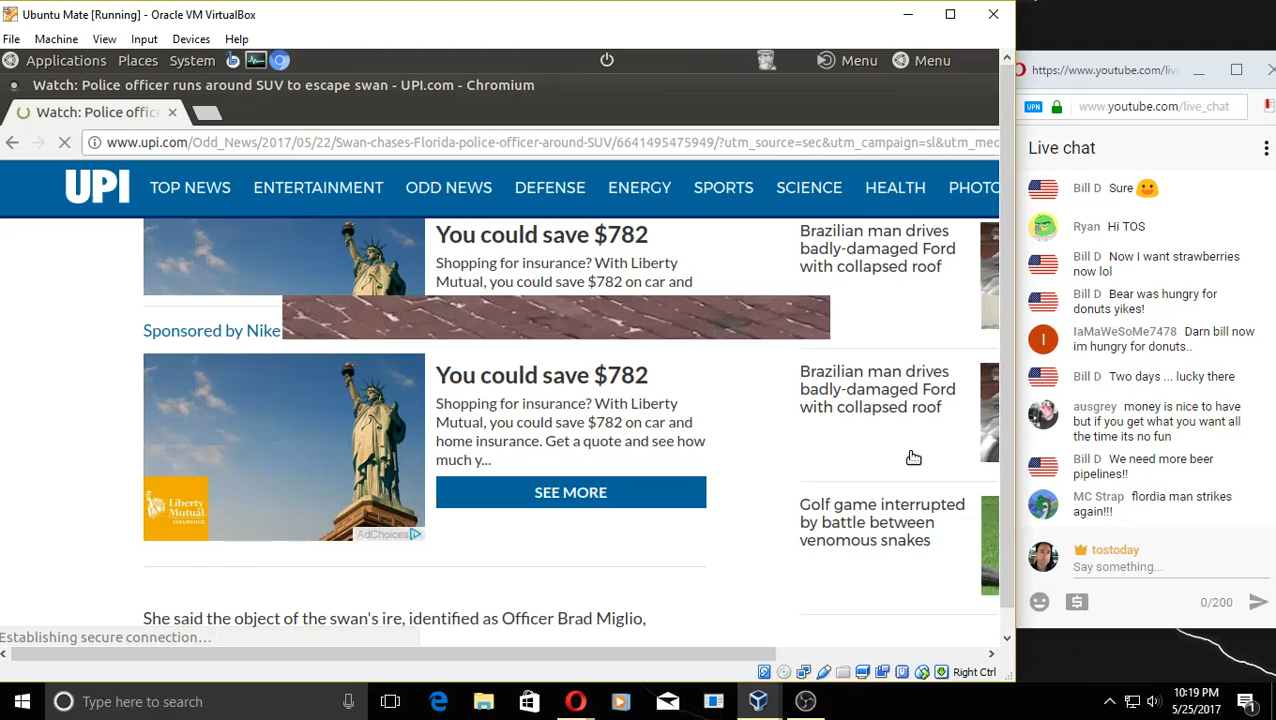 Ubuntu Mate [Running] - Oracle VM VirtualBox
File Machine View Input Devices Help
Applications Places System Menu Menu
Watch: Police officer runs around SUV to escape swan - UPI.com - Chromium
Watch: Police offic
www.upi.com/Odd_News/2017/05/22/Swan-chases-Florida-police-officer-around-SUV/6641495475949/?utm_source=sec&utm_campaign=sl&utm_med
UPI TOP NEWS ENTERTAINMENT ODD NEWS DEFENSE ENERGY SPORTS SCIENCE HEALTH PHOTO
You could save $782
Shopping for insurance? With Liberty
Mutual, you could save $782 on car and
Sponsored by Nike
You could save $782
Shopping for insurance? With Liberty
Mutual, you could save $782 on car and
home insurance. Get a quote and see how
much y...
SEE MORE
Liberty
Mutual.
INSURANCE
AdChoices
She said the object of the swan's ire, identified as Officer Brad Miglio,
Establishing secure connection...
Brazilian man drives
badly-damaged Ford
with collapsed roof
Brazilian man drives
badly-damaged Ford
with collapsed roof
Golf game interrupted
by battle between
venomous snakes
Right Ctrl
https://www.youtube.com/liv
VPN www.youtube.com/live_chat
Live chat
Bill D Sure
Ryan Hi TOS
Bill D Now I want strawberries
now lol
Bill D Bear was hungry for
donuts yikes!
I IaMaWeSoMe7478 Darn bill now
im hungry for donuts..
Bill D Two days ... lucky there
ausgrey money is nice to have
but if you get what you want all
the time its no fun
Bill D We need more beer
pipelines!!
MC Strap flordia man strikes
again!!!
tostoday
Say something...
0/200
Type here to search
10:19 PM
5/25/2017
1